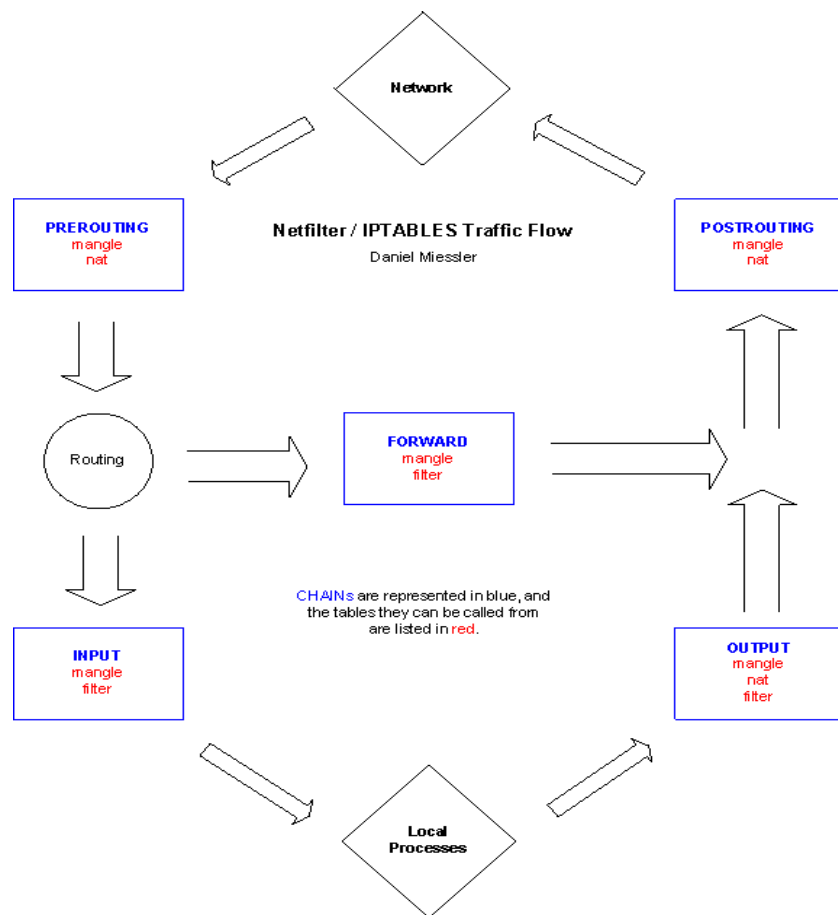 Network
PREROUTING
mangle
nat
Netfilter / IPTABLES Traffic Flow
Daniel Miessler
POSTROUTING
mangle
nat
Routing
FORWARD
mangle
filter
CHAINs are represented in blue, and
the tables they can be called from
are listed in red.
INPUT
mangle
filter
OUTPUT
mangle
nat
filter
Local
Processes